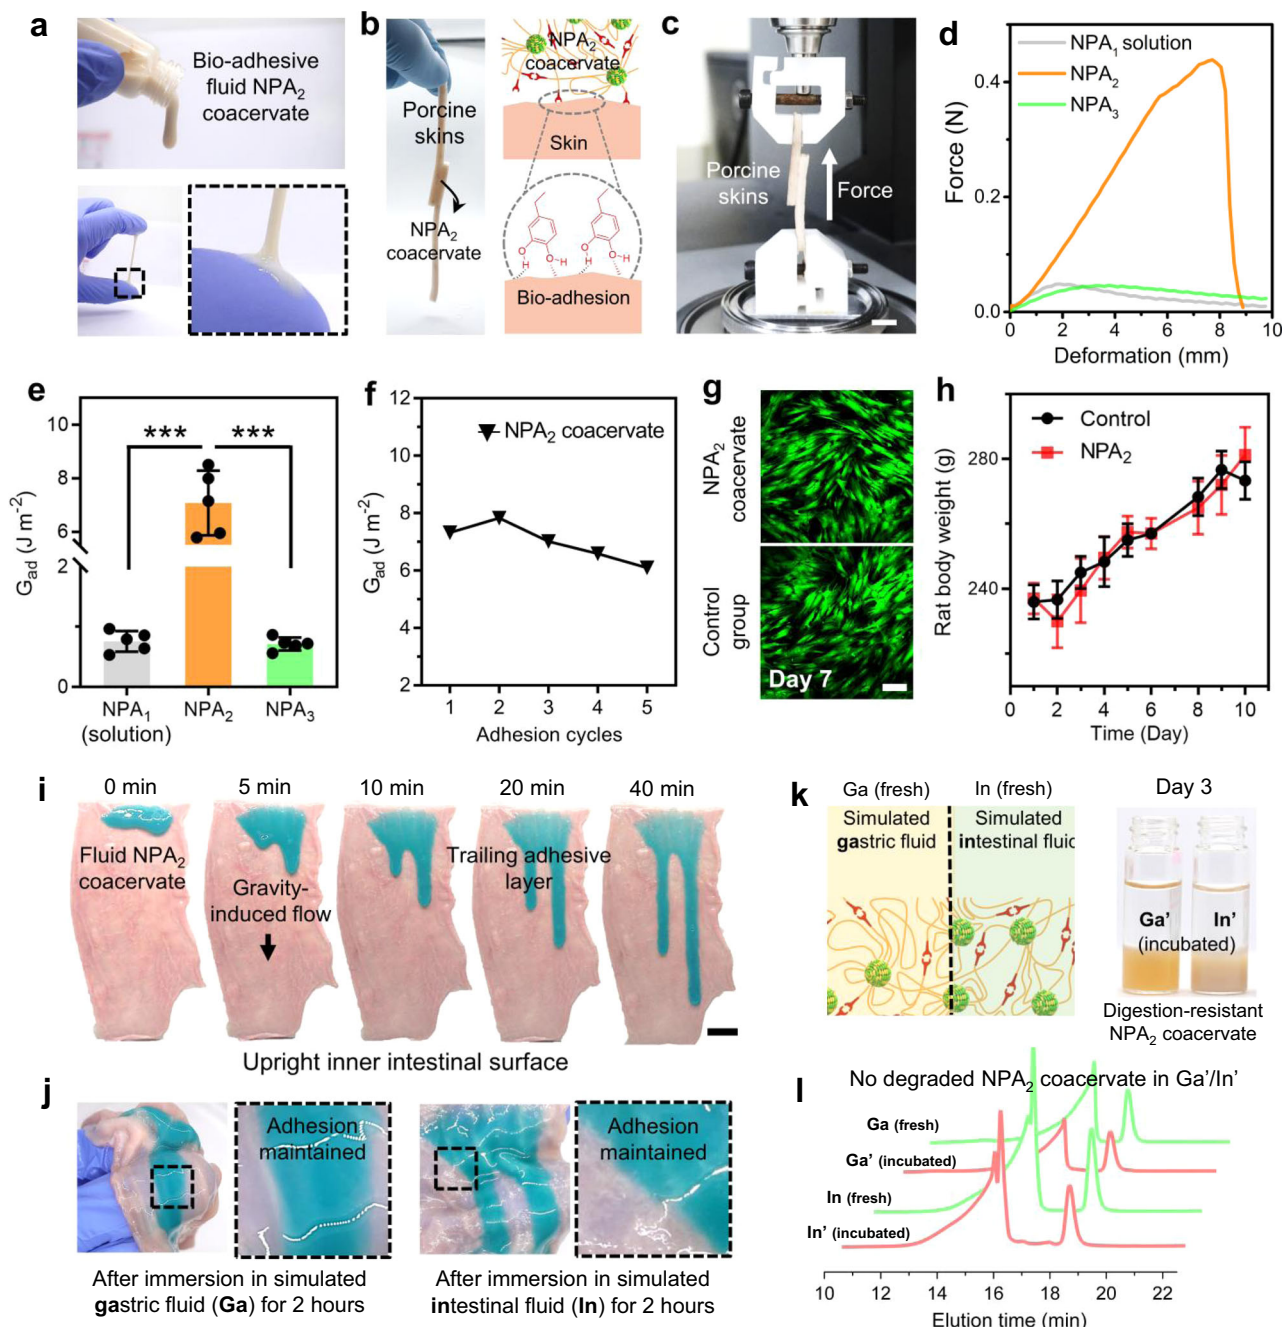 a
Bio-adhesive
fluid NPA2
coacervate
b
Porcine
skins
NPA2
coacervate
NPA2
coacervate
Skin
O
H
O
H
O
H
O
H
Bio-adhesion
c
Porcine
skins
Force
d
NPA1 solution
NPA2
NPA3
0.4
0.2
0.0
Force (N)
0 2 4 6 8 10
Deformation (mm)
e
*** ***
10
8
6
2
0
Gad (J m-2)
NPA1 NPA2 NPA3
(solution)
f
12
10
8
6
4
2
Gad (J m-2)
NPA2 coacervate
1 2 3 4 5
Adhesion cycles
g
NPA2
coacervate
Control
group
Day 7
h
Control
NPA2
280
240
Rat body weight (g)
0 2 4 6 8 10
Time (Day)
i
0 min 5 min 10 min 20 min 40 min
Fluid NPA2
coacervate
Gravity-
induced flow
Trailing adhesive
layer
Upright inner intestinal surface
j
Adhesion
maintained
Adhesion
maintained
After immersion in simulated
gastric fluid (Ga) for 2 hours
After immersion in simulated
intestinal fluid (In) for 2 hours
k
Ga (fresh) In (fresh)
Simulated
gastric fluid
Simulated
intestinal fluid
Day 3
Ga' In'
(incubated)
Digestion-resistant
NPA2 coacervate
l
No degraded NPA2 coacervate in Ga'/In'
Ga (fresh)
Ga' (incubated)
In (fresh)
In' (incubated)
10 12 14 16 18 20 22
Elution time (min)